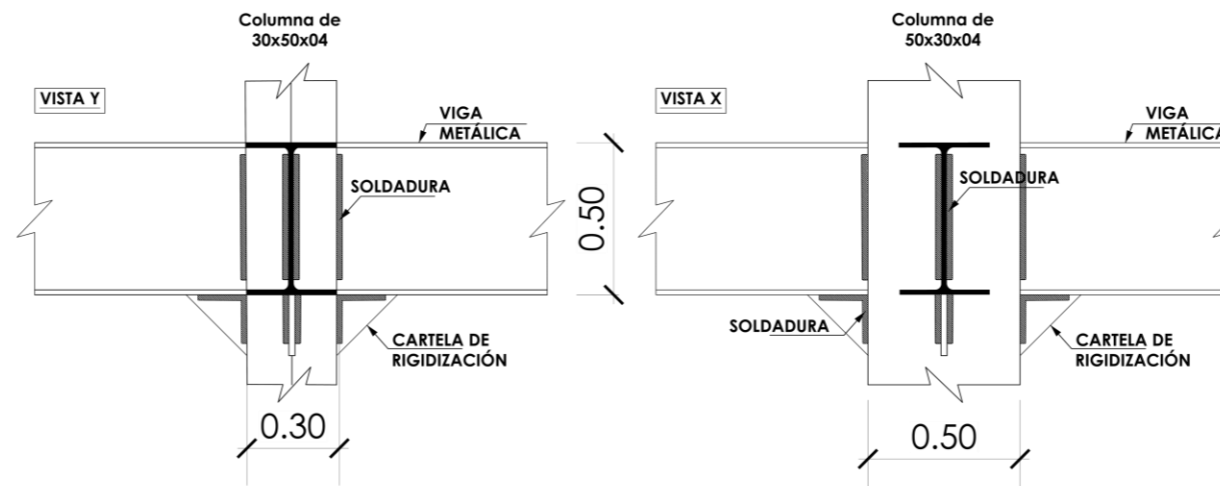 Columna de
30x50x04
VISTA Y
VIGA
METÁLICA
SOLDADURA
0.50
CARTELA DE
RIGIDIZACIÓN
0.30
Columna de
50x30x04
VISTA X
VIGA
METÁLICA
SOLDADURA
SOLDADURA
CARTELA DE
RIGIDIZACIÓN
0.50